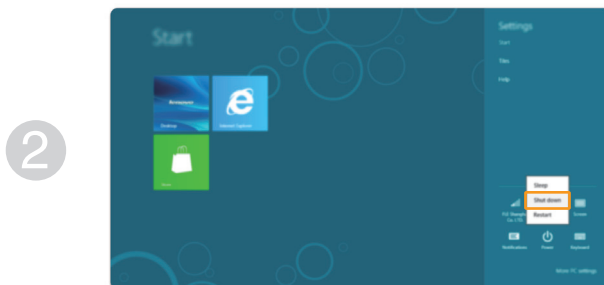 2
Start
Settings
Start
Tiles
Help
Desktop
Internet Explorer
Store
Sleep
Shut down
Restart
Screen
Notifications
Power
Keyboard
More PC settings